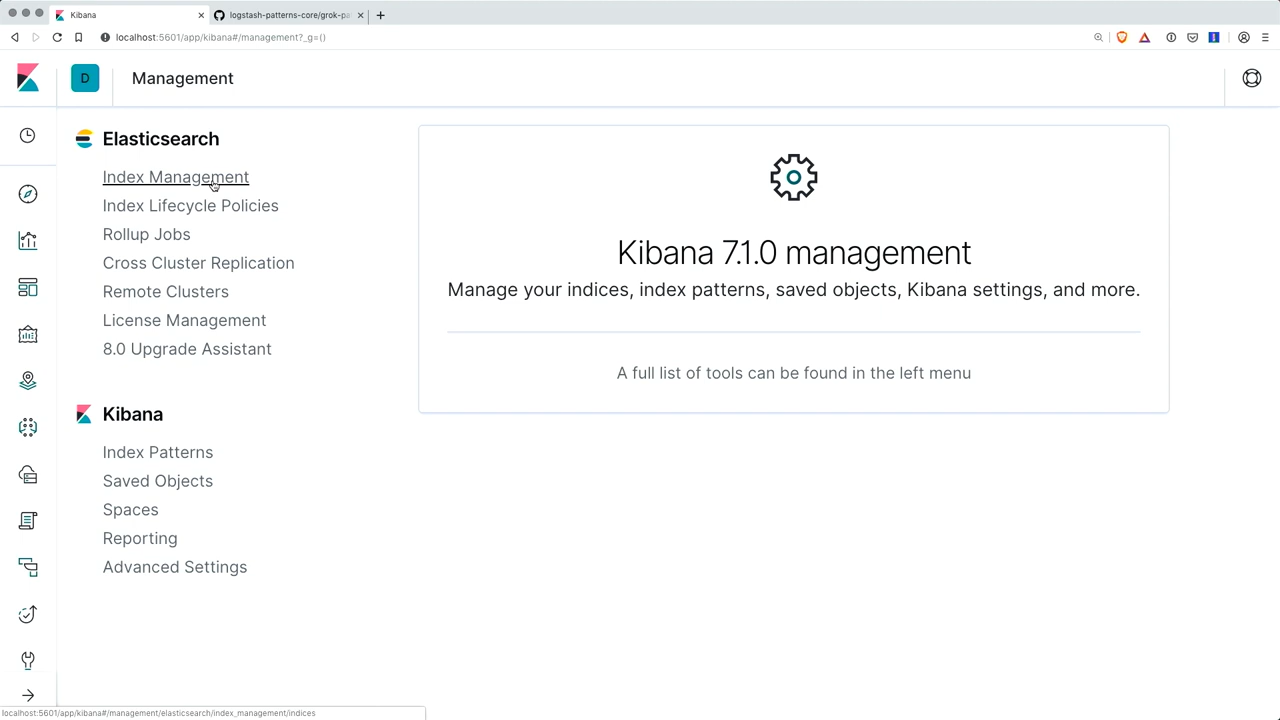 Kibana
logstash-patterns-core/grok-pa
localhost:5601/app/kibana#/management?_g=()
D
Management
Elasticsearch
Index Management
Index Lifecycle Policies
Rollup Jobs
Cross Cluster Replication
Remote Clusters
License Management
8.0 Upgrade Assistant
Kibana
Index Patterns
Saved Objects
Spaces
Reporting
Advanced Settings
Kibana 7.1.0 management
Manage your indices, index patterns, saved objects, Kibana settings, and more.
A full list of tools can be found in the left menu
localhost:5601/app/kibana#/management/elasticsearch/index_management/indices